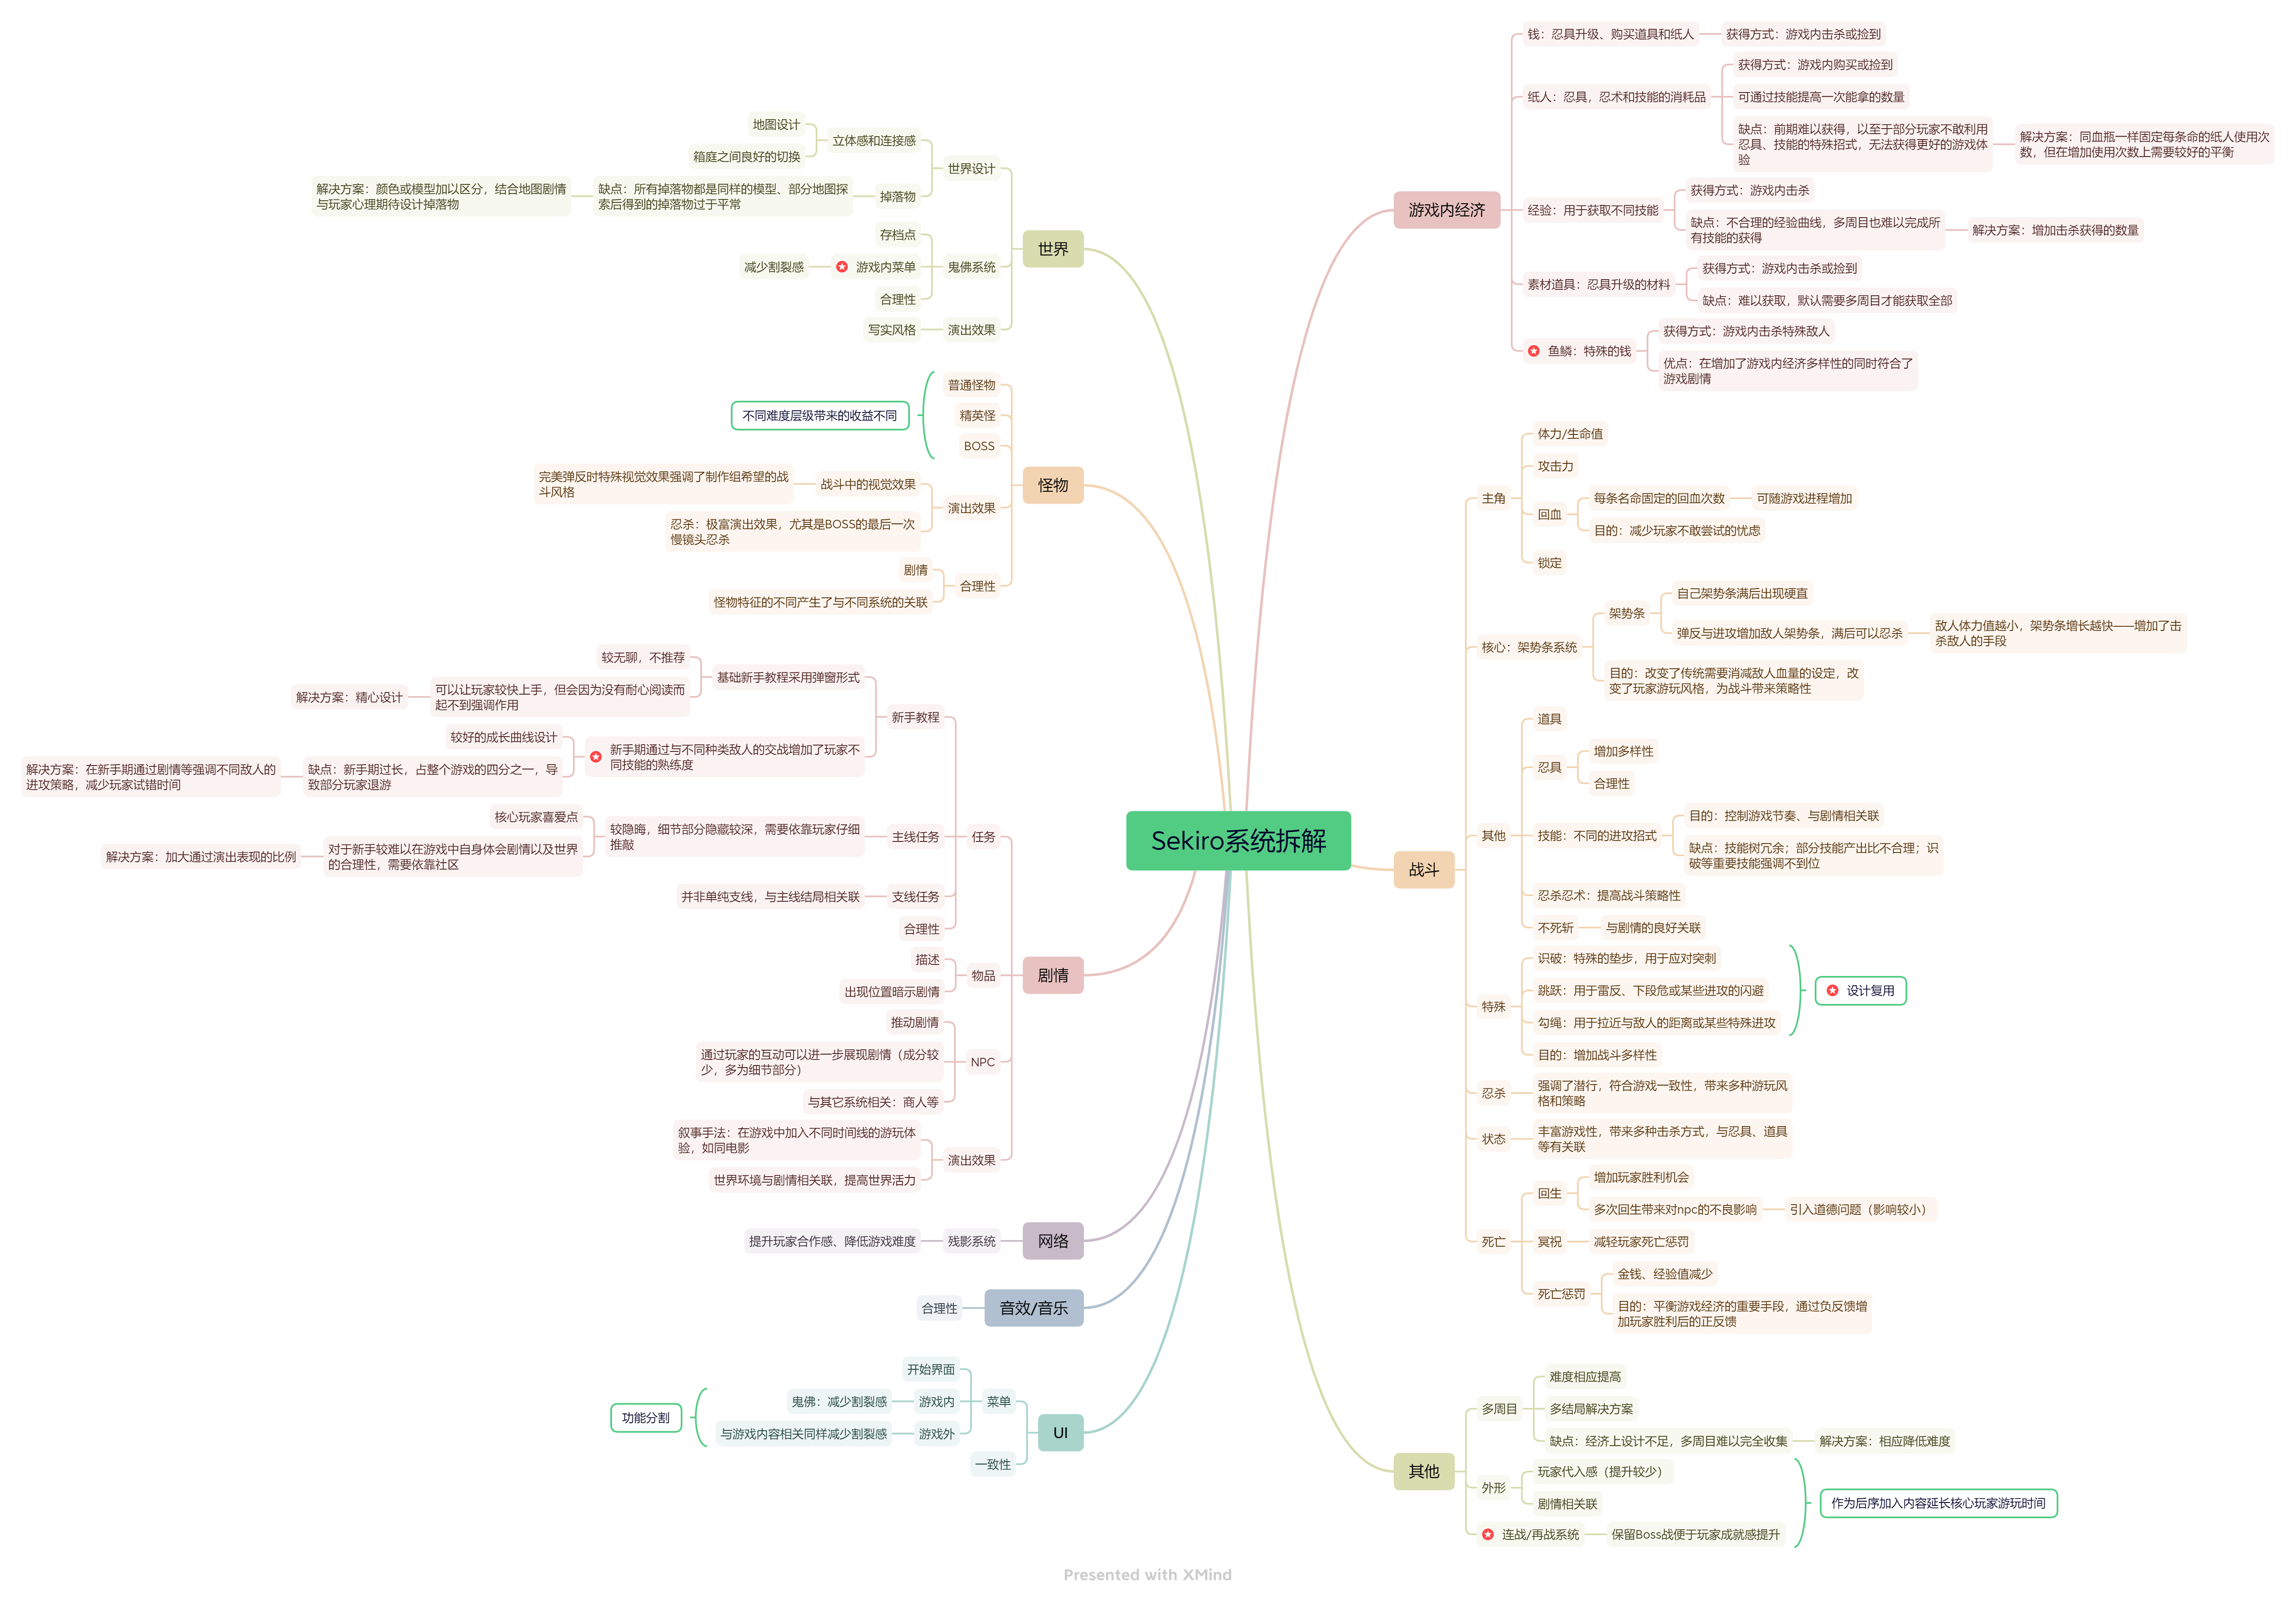 Sekiro系统拆解
游戏内经济
钱：忍具升级、购买道具和纸人
获得方式：游戏内击杀或捡到
纸人：忍具，忍术和技能的消耗品
获得方式：游戏内购买或捡到
可通过技能提高一次能拿的数量
缺点：前期难以获得，以至于部分玩家不敢利用
忍具、技能的特殊招式，无法获得更好的游戏体
验
解决方案：同血瓶一样固定每条命的纸人使用次
数，但在增加使用次数上需要较好的平衡
经验：用于获取不同技能
获得方式：游戏内击杀
缺点：不合理的经验曲线，多周目也难以完成所
有技能的获得
解决方案：增加击杀获得的数量
素材道具：忍具升级的材料
获得方式：游戏内击杀或捡到
缺点：难以获取，默认需要多周目才能获取全部
鱼鳞：特殊的钱
获得方式：游戏内击杀特殊敌人
优点：在增加了游戏内经济多样性的同时符合了
游戏剧情
战斗
主角
体力/生命值
攻击力
回血
每条名命固定的回血次数
可随游戏进程增加
目的：减少玩家不敢尝试的忧虑
锁定
核心：架势条系统
架势条
自己架势条满后出现硬直
弹反与进攻增加敌人架势条，满后可以忍杀
敌人体力值越小，架势条增长越快——增加了击
杀敌人的手段
目的：改变了传统需要消减敌人血量的设定，改
变了玩家游玩风格，为战斗带来策略性
其他
道具
忍具
增加多样性
合理性
技能：不同的进攻招式
目的：控制游戏节奏、与剧情相关联
缺点：技能树冗余；部分技能产出比不合理；识
破等重要技能强调不到位
忍杀忍术：提高战斗策略性
不死斩
与剧情的良好关联
特殊
识破：特殊的垫步，用于应对突刺
跳跃：用于雷反、下段危或某些进攻的闪避
勾绳：用于拉近与敌人的距离或某些特殊进攻
设计复用
目的：增加战斗多样性
忍杀
强调了潜行，符合游戏一致性，带来多种游玩风
格和策略
状态
丰富游戏性，带来多种击杀方式，与忍具、道具
等有关联
死亡
回生
增加玩家胜利机会
多次回生带来对npc的不良影响
引入道德问题（影响较小）
冥祝
减轻玩家死亡惩罚
死亡惩罚
金钱、经验值减少
目的：平衡游戏经济的重要手段，通过负反馈增
加玩家胜利后的正反馈
其他
多周目
难度相应提高
多结局解决方案
缺点：经济上设计不足，多周目难以完全收集
解决方案：相应降低难度
外形
玩家代入感（提升较少）
剧情相关联
连战/再战系统
保留Boss战便于玩家成就感提升
作为后序加入内容延长核心玩家游玩时间
世界
世界设计
立体感和连接感
地图设计
箱庭之间良好的切换
掉落物
缺点：所有掉落物都是同样的模型、部分地图探
索后得到的掉落物过于平常
解决方案：颜色或模型加以区分，结合地图剧情
与玩家心理期待设计掉落物
鬼佛系统
存档点
游戏内菜单
减少割裂感
合理性
演出效果
写实风格
怪物
普通怪物
精英怪
BOSS
不同难度层级带来的收益不同
演出效果
战斗中的视觉效果
完美弹反时特殊视觉效果强调了制作组希望的战
斗风格
忍杀：极富演出效果，尤其是BOSS的最后一次
慢镜头忍杀
合理性
剧情
怪物特征的不同产生了与不同系统的关联
剧情
任务
新手教程
基础新手教程采用弹窗形式
较无聊，不推荐
可以让玩家较快上手，但会因为没有耐心阅读而
起不到强调作用
解决方案：精心设计
新手期通过与不同种类敌人的交战增加了玩家不
同技能的熟练度
较好的成长曲线设计
缺点：新手期过长，占整个游戏的四分之一，导
致部分玩家退游
解决方案：在新手期通过剧情等强调不同敌人的
进攻策略，减少玩家试错时间
主线任务
较隐晦，细节部分隐藏较深，需要依靠玩家仔细
推敲
核心玩家喜爱点
对于新手较难以在游戏中自身体会剧情以及世界
的合理性，需要依靠社区
解决方案：加大通过演出表现的比例
支线任务
并非单纯支线，与主线结局相关联
合理性
物品
描述
出现位置暗示剧情
NPC
推动剧情
通过玩家的互动可以进一步展现剧情（成分较
少，多为细节部分）
与其它系统相关：商人等
演出效果
叙事手法：在游戏中加入不同时间线的游玩体
验，如同电影
世界环境与剧情相关联，提高世界活力
网络
残影系统
提升玩家合作感、降低游戏难度
音效/音乐
合理性
UI
菜单
开始界面
游戏内
鬼佛：减少割裂感
游戏外
与游戏内容相关同样减少割裂感
功能分割
一致性
Presented with XMind